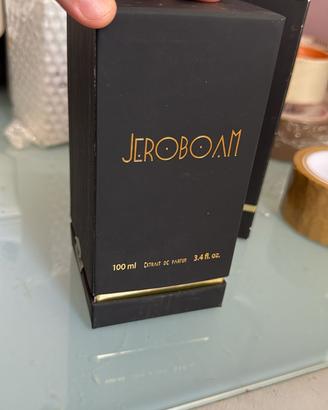 JEROBOAM
100 ml EXTRAIT DE PARFUM 3.4 fl. oz.